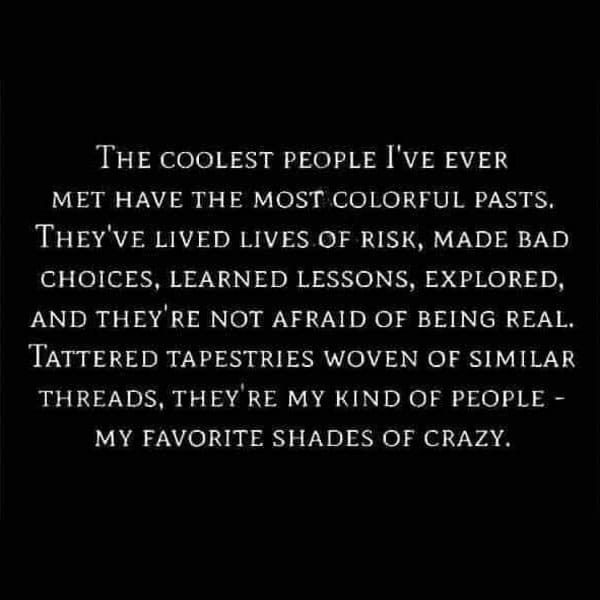 The coolest people I've ever
met have the most colorful pasts.
They've lived lives of risk, made bad
choices, learned lessons, explored,
and they're not afraid of being real.
Tattered tapestries woven of similar
threads, they're my kind of people -
my favorite shades of crazy.